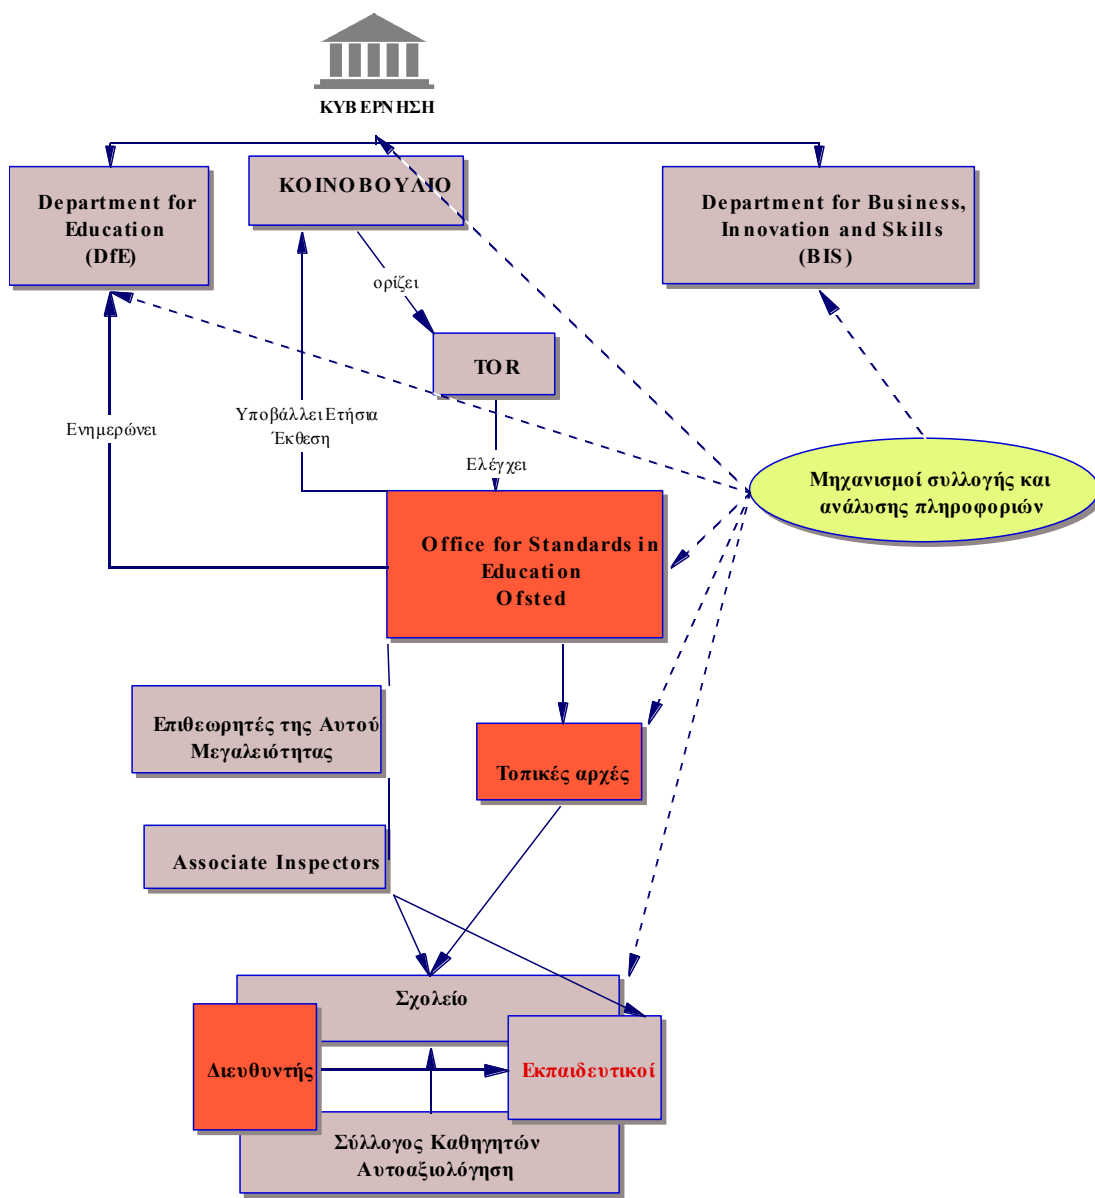 ΚΥΒΕΡΝΗΣΗ
Department for
Education
(DfE)
ΚΟΙΝΟΒΟΥΛΙΟ
Department for Business,
Innovation and Skills
(BIS)
ορίζει
TOR
Ενημερώνει
Υποβάλλει Ετήσια
Έκθεση
Ελέγχει
Μηχανισμοί συλλογής και
ανάλυσης πληροφοριών
Office for Standards in
Education
Ofsted
Επιθεωρητές της Αυτού
Μεγαλειότητας
Τοπικές αρχές
Associate Inspectors
Σχολείο
Διευθυντής
Εκπαιδευτικοί
Σύλλογος Καθηγητών
Αυτοαξιολόγηση